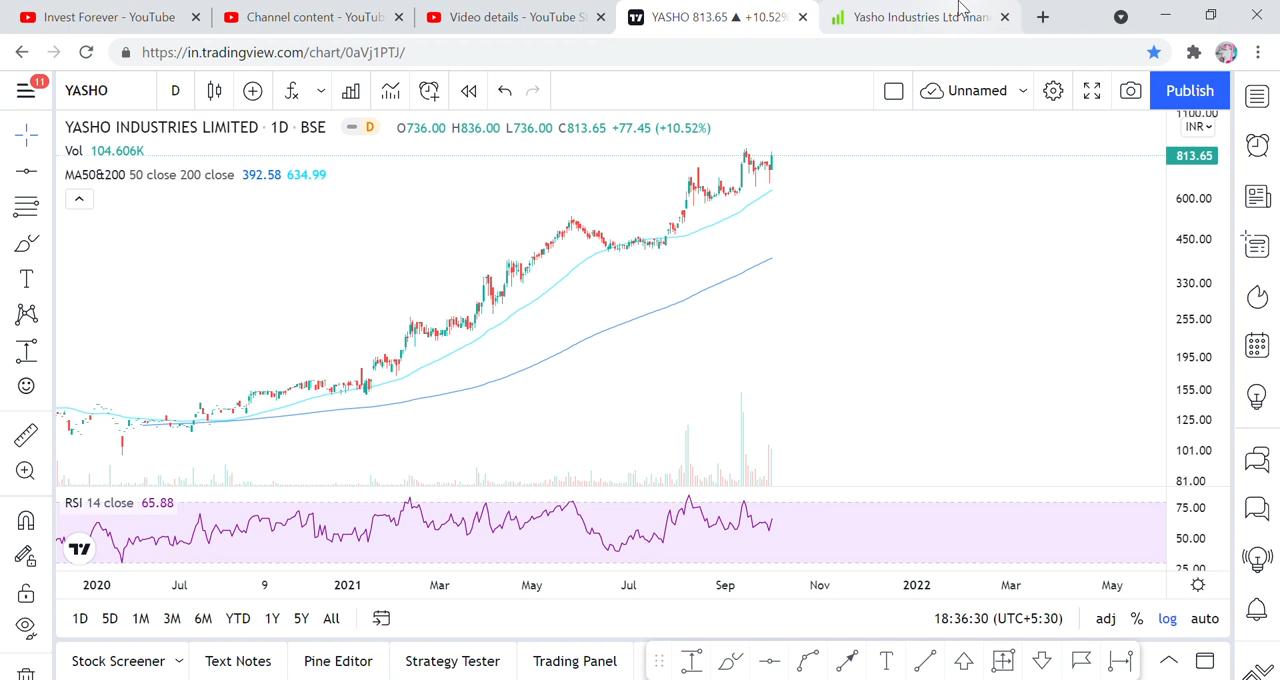 Invest Forever - YouTube
Channel content - YouTub
Video details - YouTube S
YASHO 813.65 ▲ +10.52%
Yasho Industries Ltd
https://in.tradingview.com/chart/0aVj1PTJ/
11
YASHO
D
Unnamed
Publish
YASHO INDUSTRIES LIMITED · 1D · BSE
D
O736.00 H836.00 L736.00 C813.65 +77.45 (+10.52%)
Vol 104.606K
MA50&200 50 close 200 close 392.58 634.99
1100.00
INR
813.65
600.00
450.00
330.00
255.00
195.00
155.00
125.00
101.00
81.00
RSI 14 close 65.88
75.00
50.00
25.00
2020 Jul 9 2021 Mar May Jul Sep Nov 2022 Mar May
1D 5D 1M 3M 6M YTD 1Y 5Y All
18:36:30 (UTC+5:30)
adj % log auto
Stock Screener
Text Notes
Pine Editor
Strategy Tester
Trading Panel